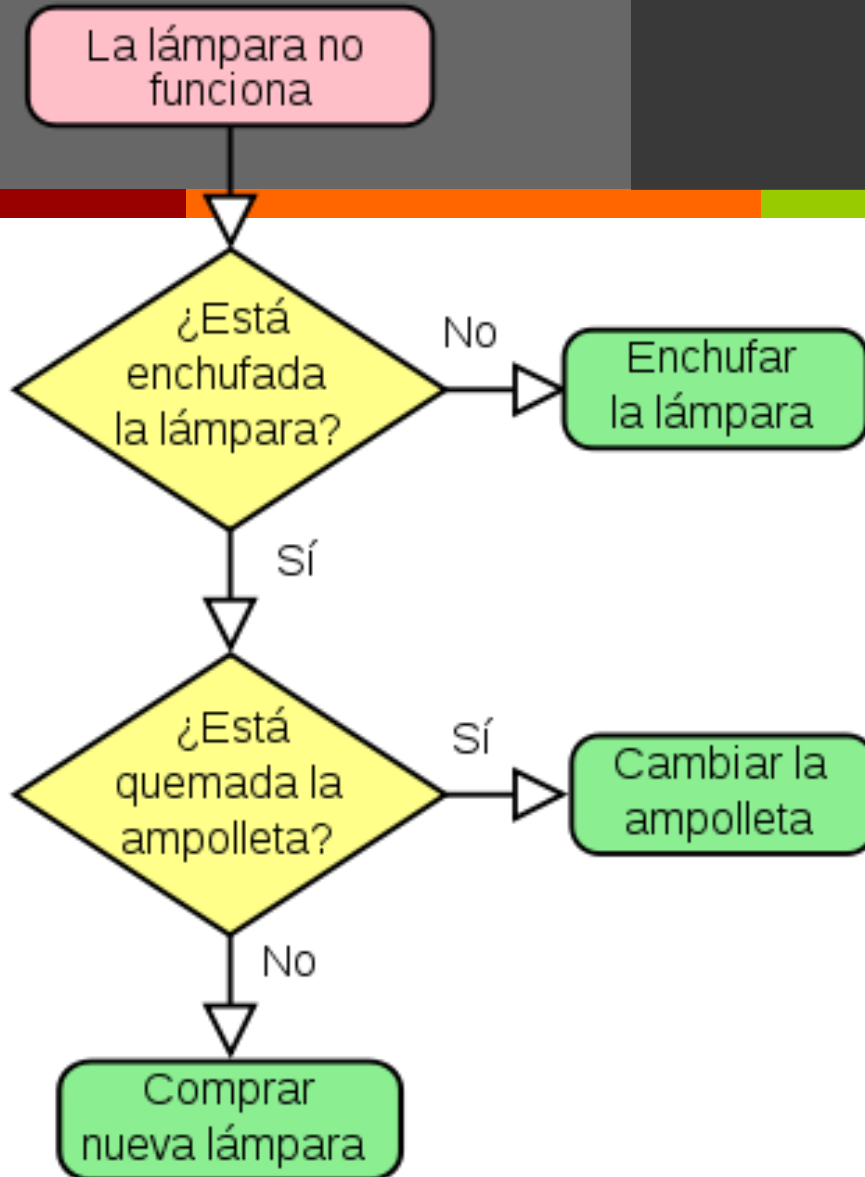 La lámpara no
funciona
¿Está
enchufada
la lámpara?
No
Enchufar
la lámpara
Sí
¿Está
quemada la
ampolleta?
Sí
Cambiar la
ampolleta
No
Comprar
nueva lámpara